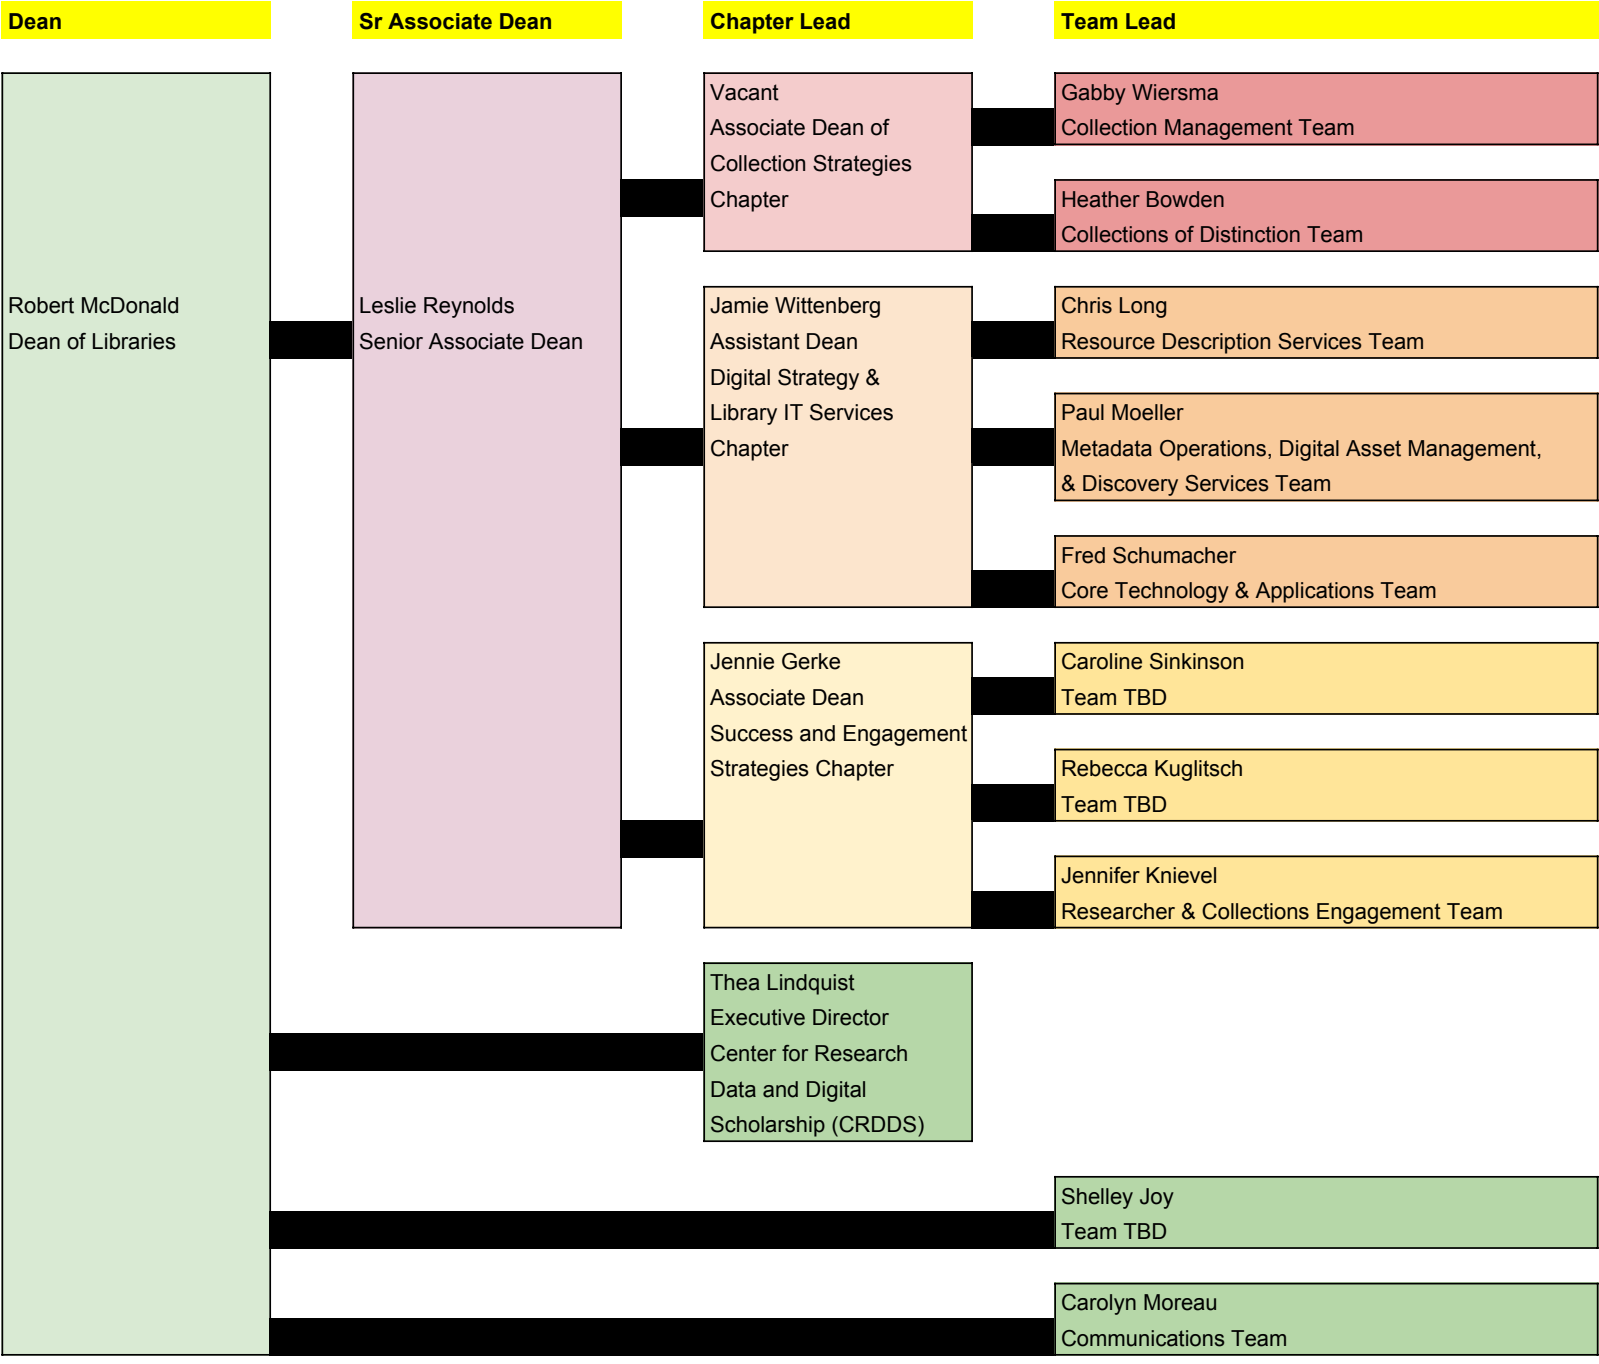 Dean
Sr Associate Dean
Chapter Lead
Team Lead
Robert McDonald
Dean of Libraries
Leslie Reynolds
Senior Associate Dean
Vacant
Associate Dean of
Collection Strategies
Chapter
Gabby Wiersma
Collection Management Team
Heather Bowden
Collections of Distinction Team
Jamie Wittenberg
Assistant Dean
Digital Strategy &
Library IT Services
Chapter
Chris Long
Resource Description Services Team
Paul Moeller
Metadata Operations, Digital Asset Management,
& Discovery Services Team
Fred Schumacher
Core Technology & Applications Team
Jennie Gerke
Associate Dean
Success and Engagement
Strategies Chapter
Caroline Sinkinson
Team TBD
Rebecca Kuglitsch
Team TBD
Jennifer Knievel
Researcher & Collections Engagement Team
Thea Lindquist
Executive Director
Center for Research
Data and Digital
Scholarship (CRDDS)
Shelley Joy
Team TBD
Carolyn Moreau
Communications Team